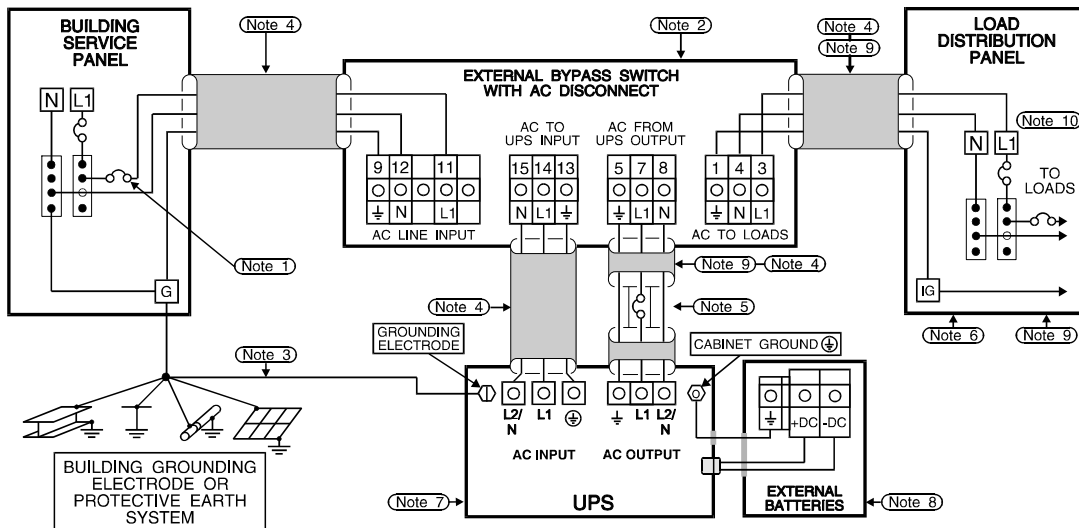 BUILDING
SERVICE
PANEL
Note 4
Note 2
Note 4
Note 9
LOAD
DISTRIBUTION
PANEL
EXTERNAL BYPASS SWITCH
WITH AC DISCONNECT
N L1
AC TO
UPS INPUT
AC FROM
UPS OUTPUT
Note 10
N L1
TO
LOADS
9 12 11
N L1
AC LINE INPUT
15 14 13
N L1
5 7 8
L1 N
1 4 3
N L1
AC TO LOADS
Note 1
G
Note 4
Note 9
Note 4
Note 5
IG
Note 6
Note 9
Note 3
GROUNDING
ELECTRODE
CABINET GROUND
L2/
N
L1
L1
L2/
N
AC INPUT
AC OUTPUT
UPS
Note 7
+DC -DC
EXTERNAL
BATTERIES
Note 8
BUILDING GROUNDING
ELECTRODE OR
PROTECTIVE EARTH
SYSTEM